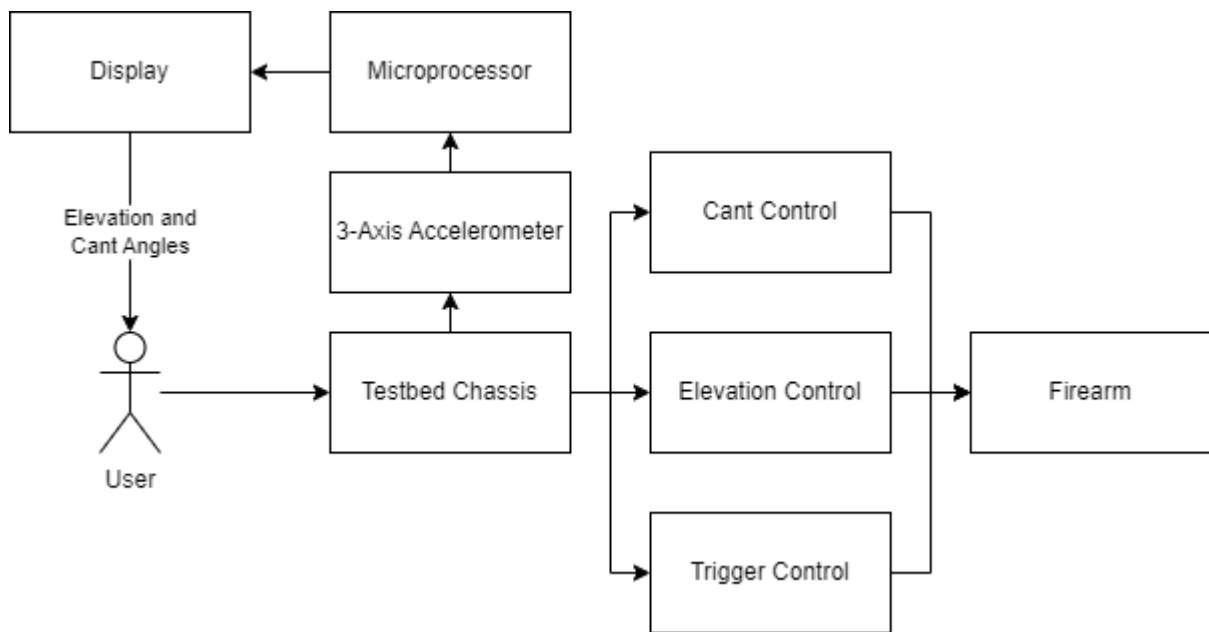 Display
Microprocessor
3-Axis Accelerometer
Cant Control
Elevation and
Cant Angles
Testbed Chassis
Elevation Control
Firearm
User
Trigger Control